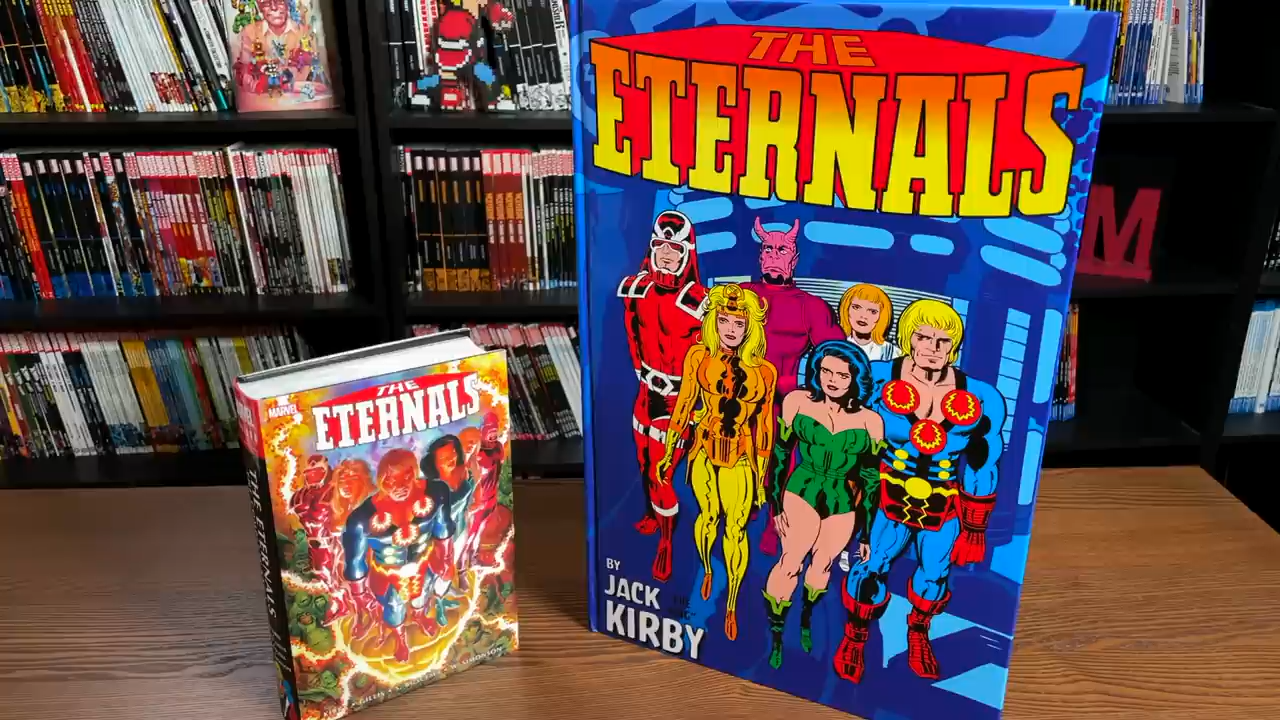 THE
ETERNALS
BY
JACK
KIRBY
MARVEL
THE
ETERNALS
THE ETERNALS
M